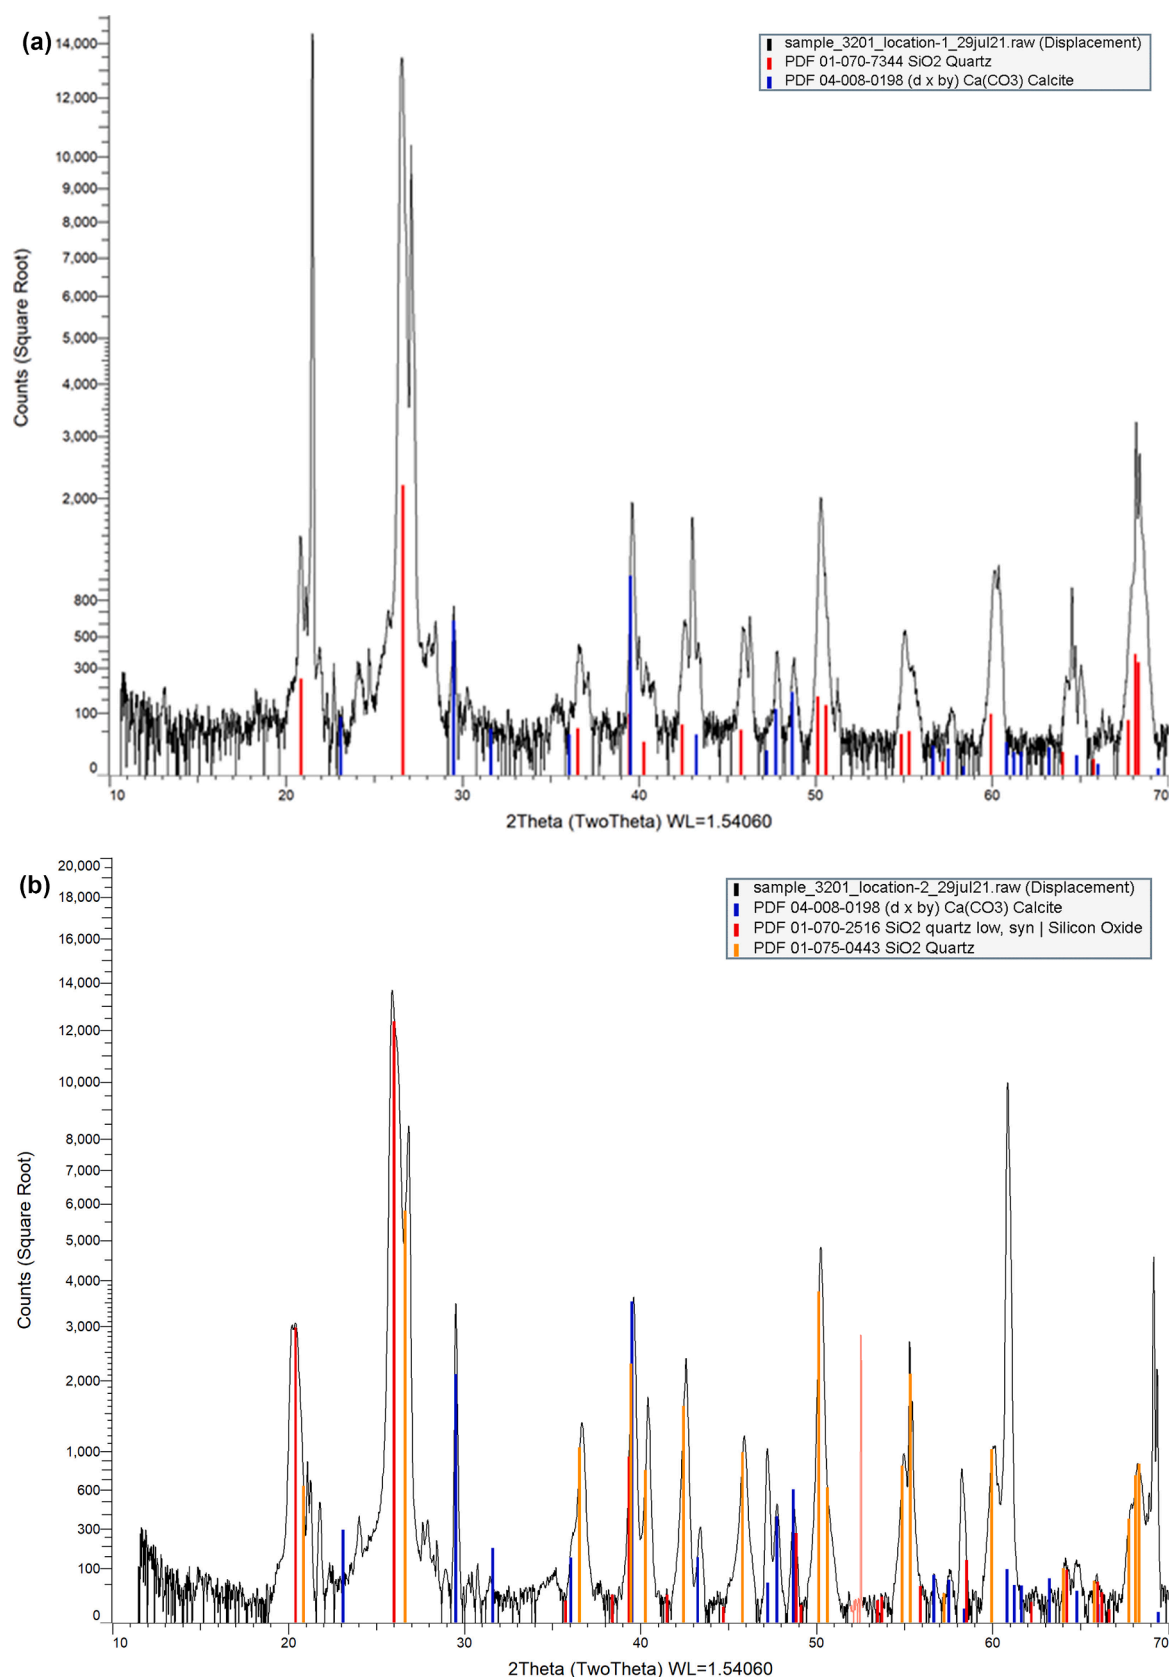 (a)
sample_3201_location-1_29jul21.raw (Displacement)
PDF 01-070-7344 SiO2 Quartz
PDF 04-008-0198 (d x by) Ca(CO3) Calcite
Counts (Square Root)
14,000
12,000
10,000
9,000
8,000
7,000
6,000
5,000
4,000
3,000
2,000
800
500
300
100
0
10 20 30 40 50 60 70
2Theta (TwoTheta) WL=1.54060
(b)
sample_3201_location-2_29jul21.raw (Displacement)
PDF 04-008-0198 (d x by) Ca(CO3) Calcite
PDF 01-070-2516 SiO2 quartz low, syn | Silicon Oxide
PDF 01-075-0443 SiO2 Quartz
Counts (Square Root)
20,000
18,000
16,000
14,000
12,000
10,000
8,000
7,000
6,000
5,000
4,000
3,000
2,000
1,000
600
300
100
0
10 20 30 40 50 60 70
2Theta (TwoTheta) WL=1.54060